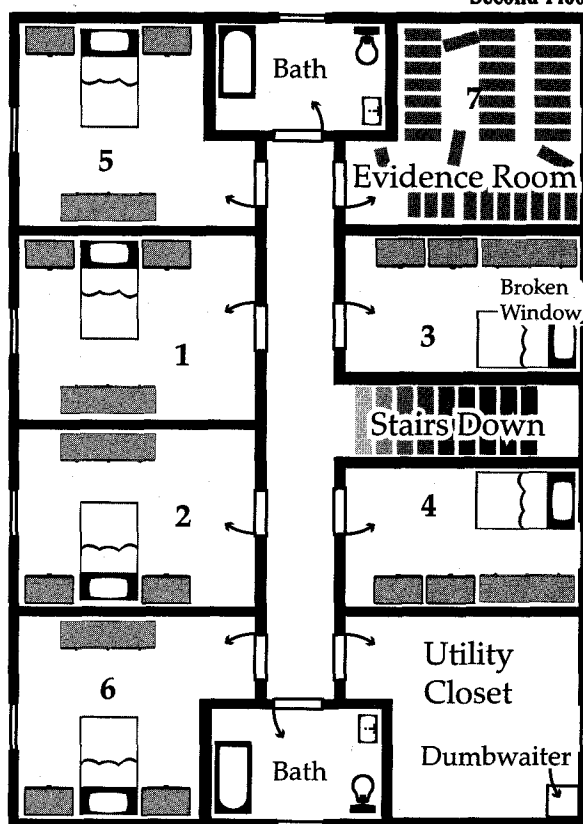 Bath
7
5
Evidence Room
Broken
Window
1
3
Stairs Down
2
4
6
Utility
Closet
Bath
Dumbwaiter